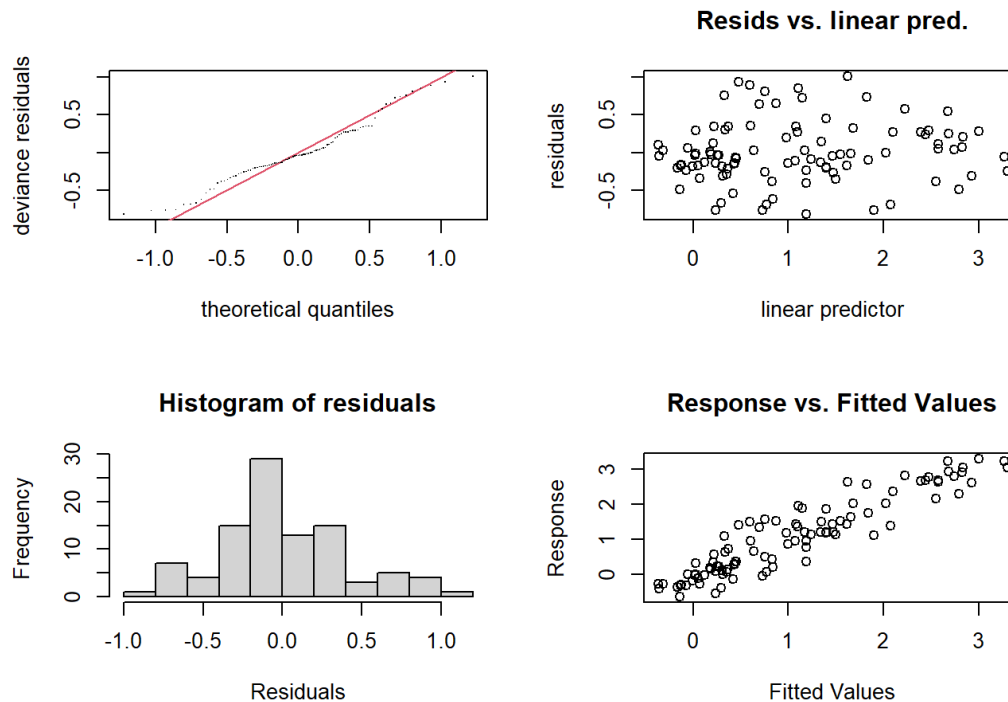 deviance residuals
0.5
-0.5
-1.0 -0.5 0.0 0.5 1.0
theoretical quantiles
Resids vs. linear pred.
residuals
0.5
-0.5
0 1 2 3
linear predictor
Histogram of residuals
Frequency
30
20
10
0
-1.0 -0.5 0.0 0.5 1.0
Residuals
Response vs. Fitted Values
Response
3
2
1
0
0 1 2 3
Fitted Values